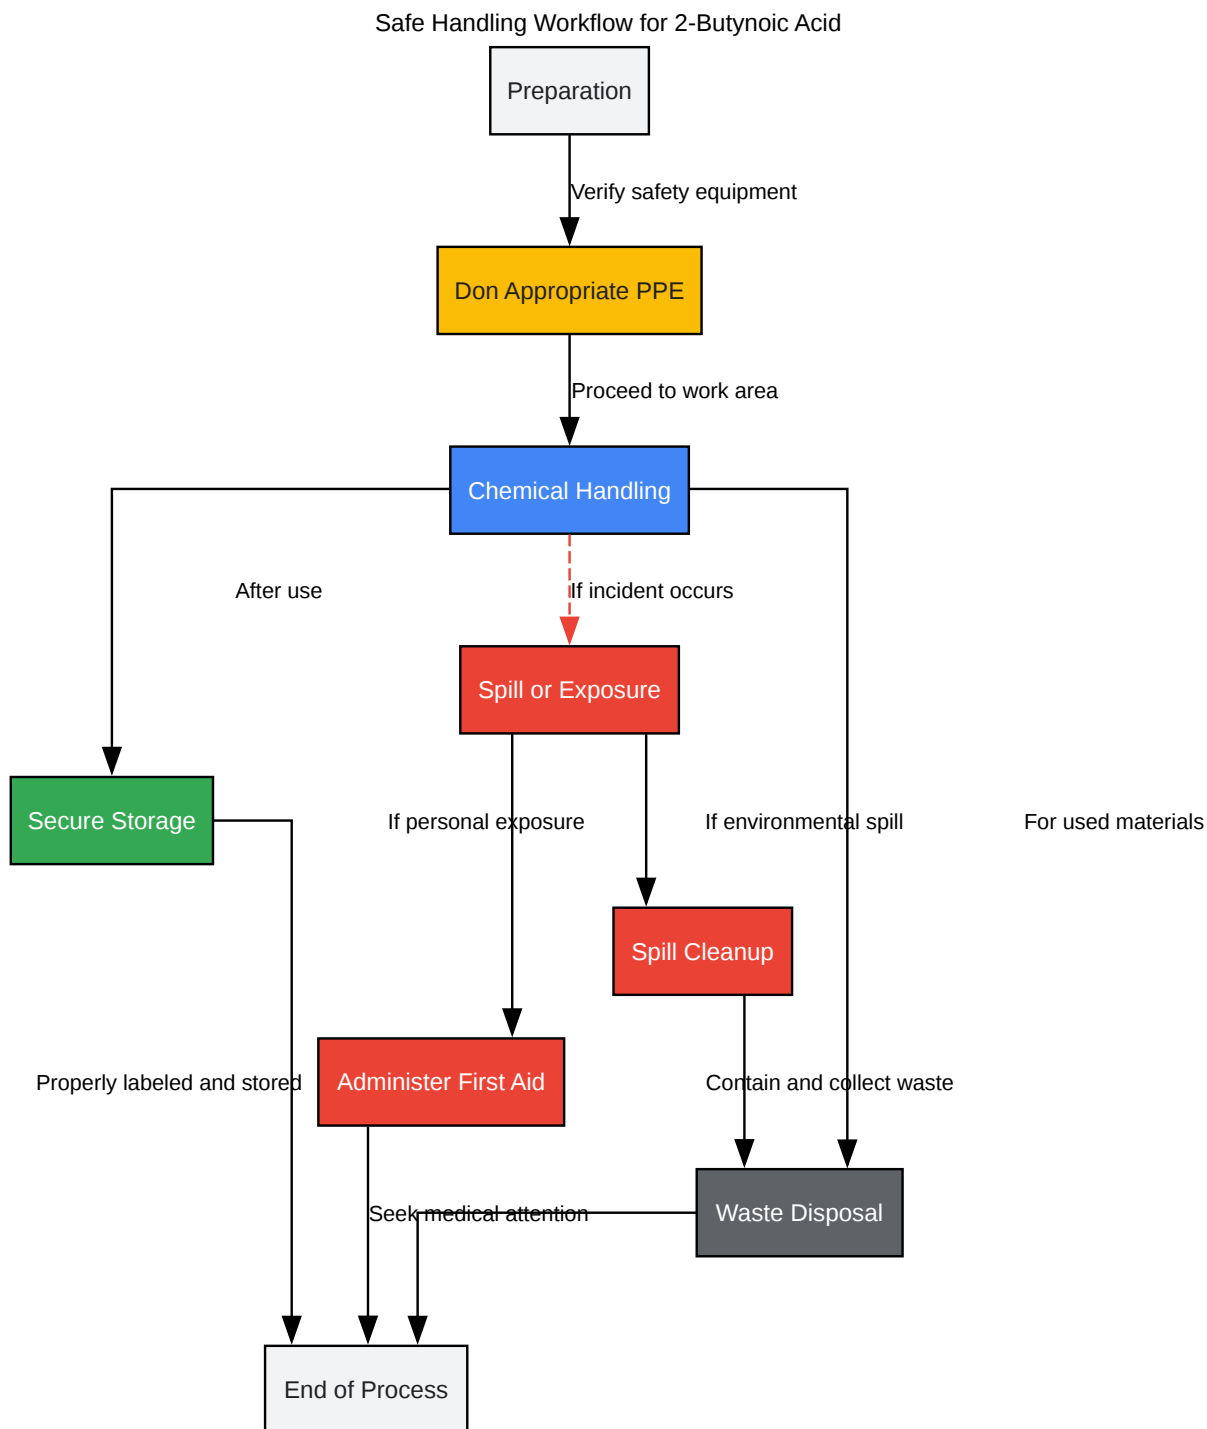 Safe Handling Workflow for 2-Butynoic Acid
Preparation
Verify safety equipment
Don Appropriate PPE
Proceed to work area
Chemical Handling
After use
If incident occurs
Spill or Exposure
Secure Storage
If personal exposure
If environmental spill
For used materials
Spill Cleanup
Properly labeled and stored
Administer First Aid
Contain and collect waste
Seek medical attention
Waste Disposal
End of Process